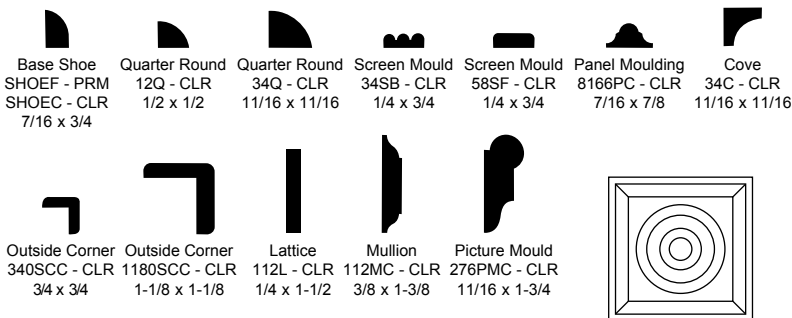 Base Shoe
SHOEF - PRM
SHOEC - CLR
7/16 x 3/4
Quarter Round
12Q - CLR
1/2 x 1/2
Quarter Round
34Q - CLR
11/16 x 11/16
Screen Mould
34SB - CLR
1/4 x 3/4
Screen Mould
58SF - CLR
1/4 x 3/4
Panel Moulding
8166PC - CLR
7/16 x 7/8
Cove
34C - CLR
11/16 x 11/16
Outside Corner
340SCC - CLR
3/4 x 3/4
Outside Corner
1180SCC - CLR
1-1/8 x 1-1/8
Lattice
112L - CLR
1/4 x 1-1/2
Mullion
112MC - CLR
3/8 x 1-3/8
Picture Mould
276PMC - CLR
11/16 x 1-3/4